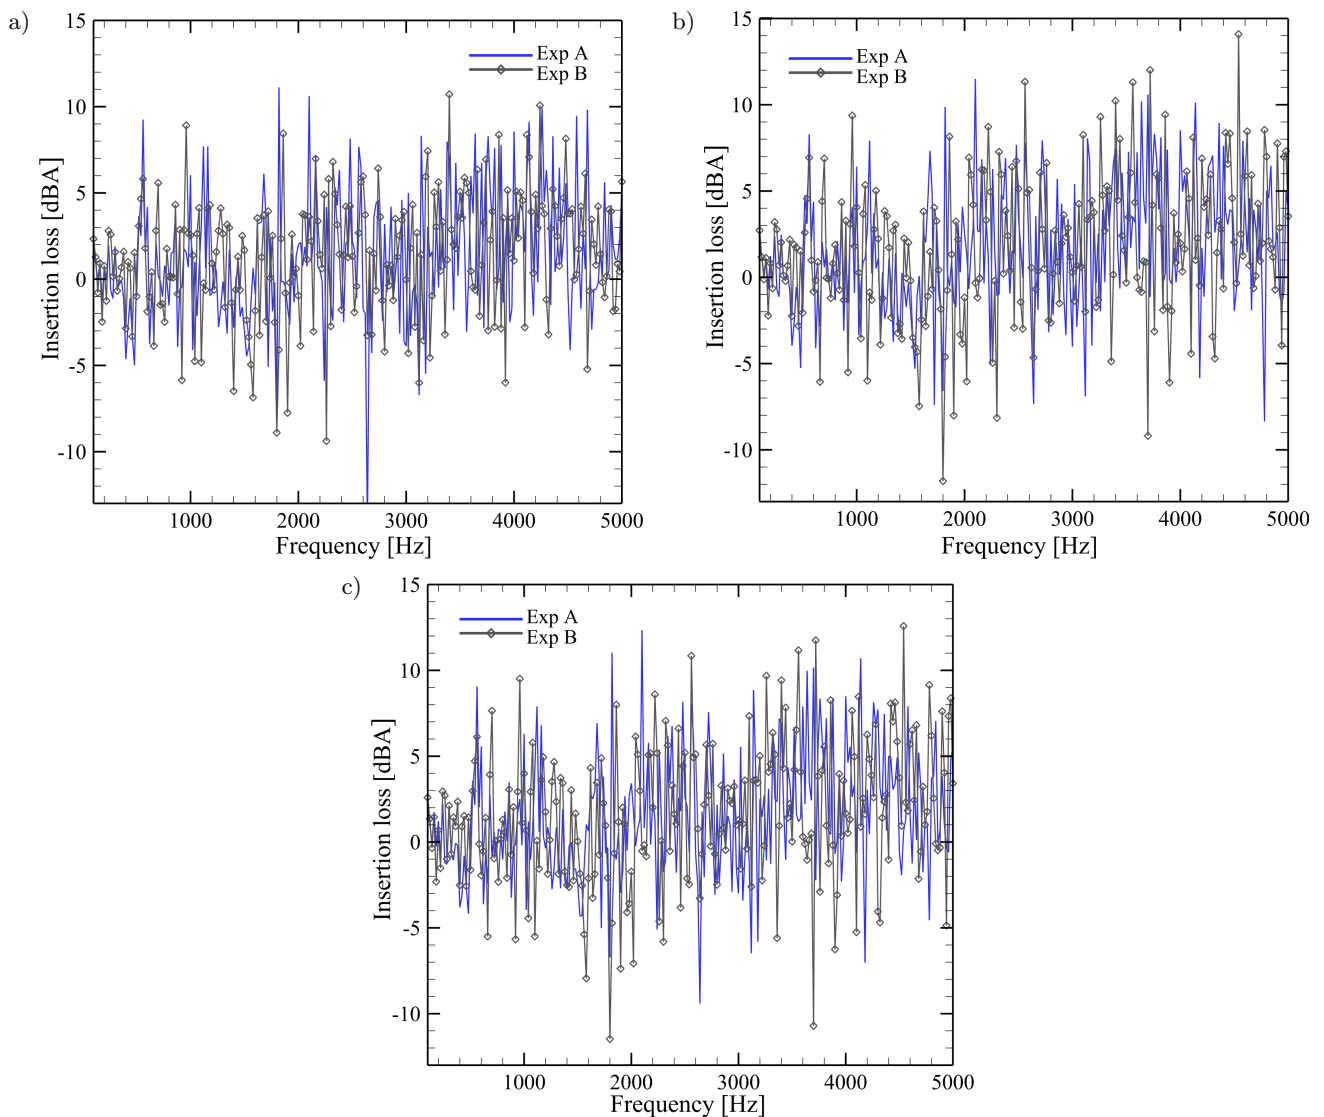 a)
15
10
5
0
-5
-10
Insertion loss [dBA]
Exp A
Exp B
1000 2000 3000 4000 5000
Frequency [Hz]
b)
15
10
5
0
-5
-10
Insertion loss [dBA]
Exp A
Exp B
1000 2000 3000 4000 5000
Frequency [Hz]
c)
15
10
5
0
-5
-10
Insertion loss [dBA]
Exp A
Exp B
1000 2000 3000 4000 5000
Frequency [Hz]